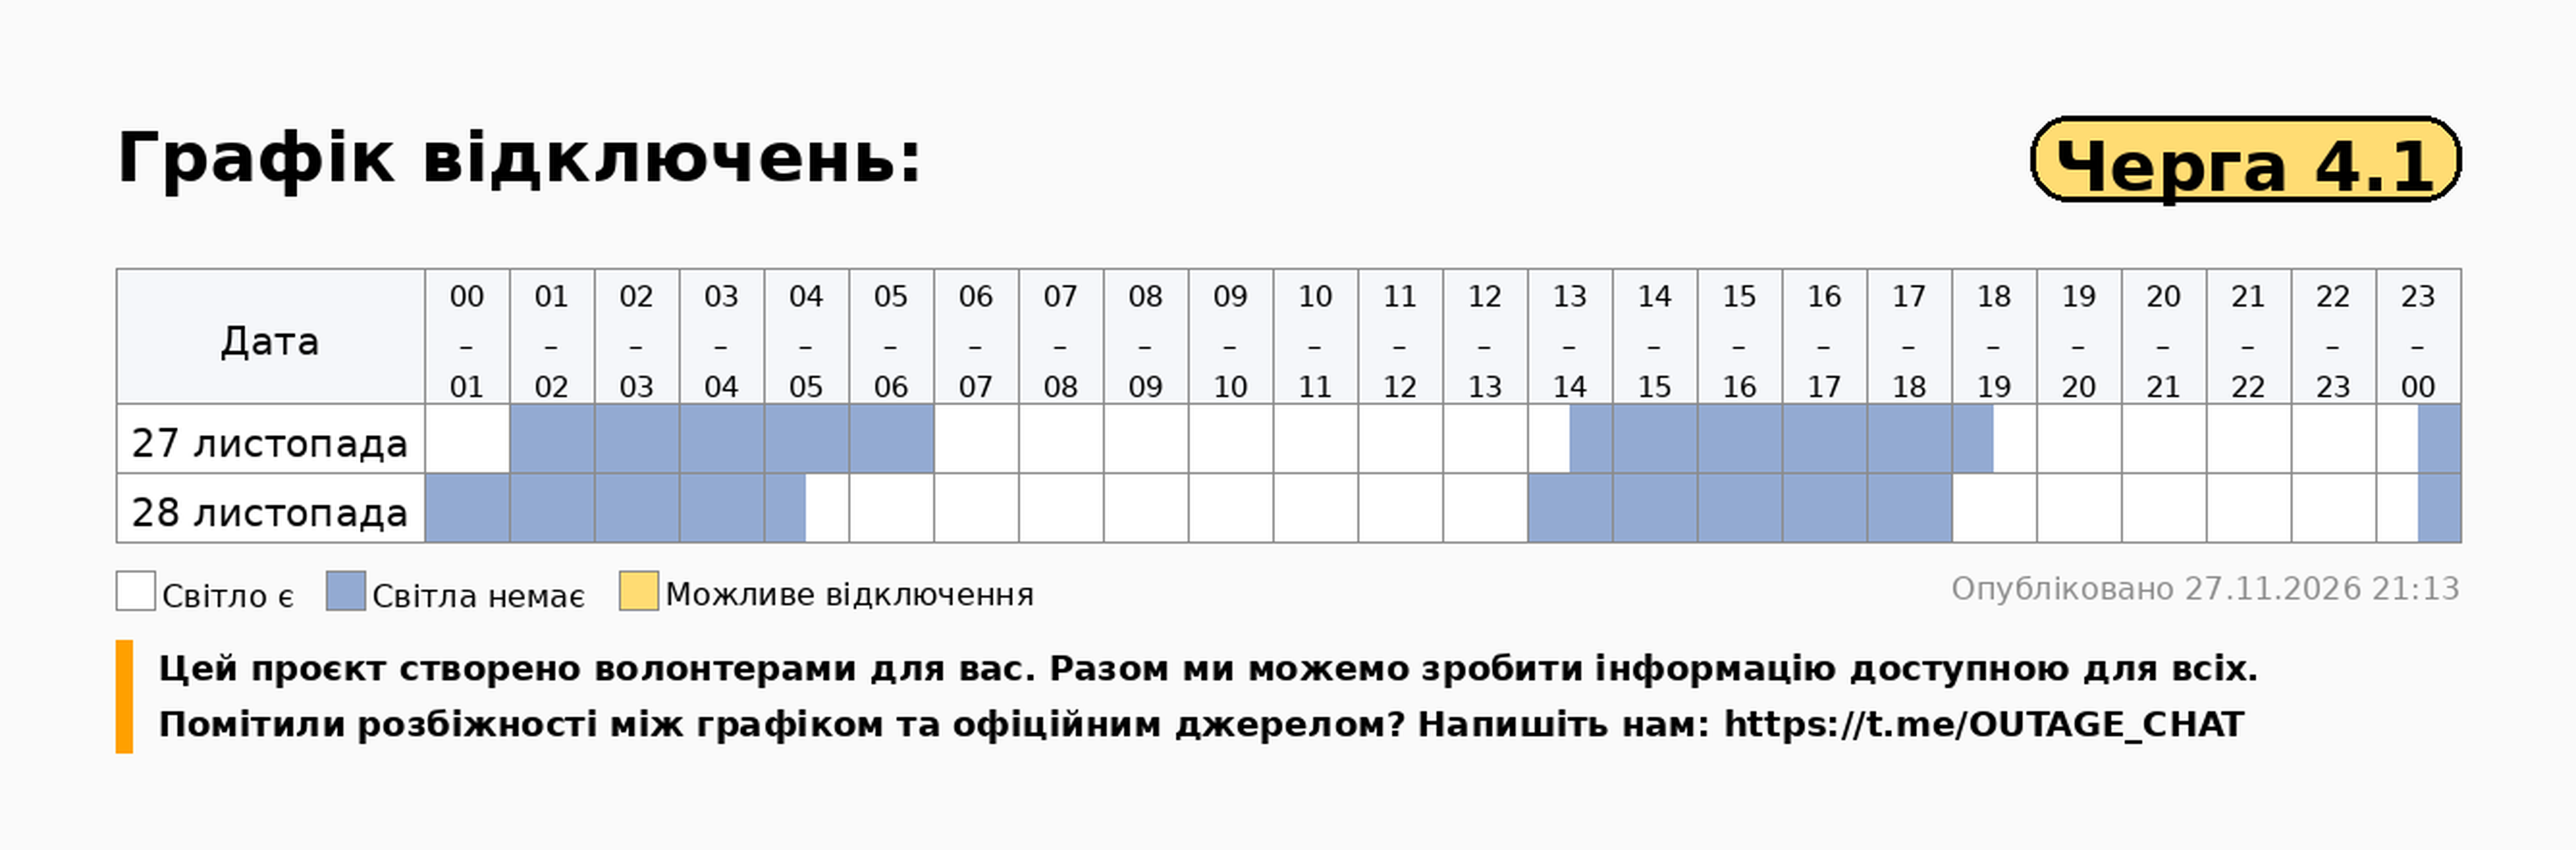 Графік відключень:
Черга 4.1
Дата
00 – 01
01 – 02
02 – 03
03 – 04
04 – 05
05 – 06
06 – 07
07 – 08
08 – 09
09 – 10
10 – 11
11 – 12
12 – 13
13 – 14
14 – 15
15 – 16
16 – 17
17 – 18
18 – 19
19 – 20
20 – 21
21 – 22
22 – 23
23 – 00
27 листопада
28 листопада
Світло є
Світла немає
Можливе відключення
Опубліковано 27.11.2026 21:13
Цей проєкт створено волонтерами для вас. Разом ми можемо зробити інформацію доступною для всіх.
Помітили розбіжності між графіком та офіційним джерелом? Напишіть нам: https://t.me/OUTAGE_CHAT